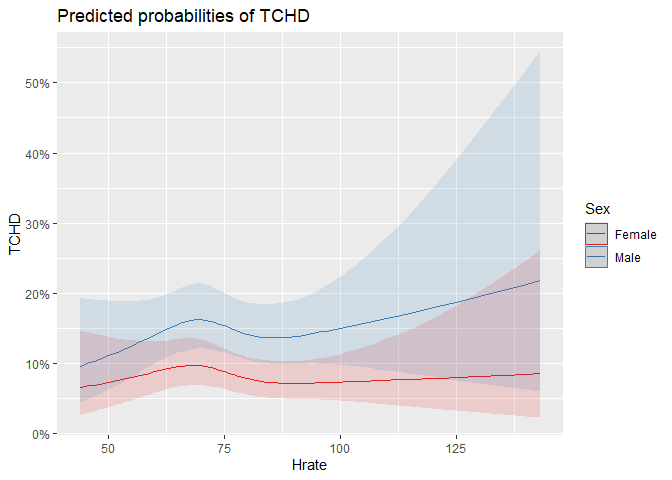 Predicted probabilities of TCHD
50%
40%
30%
20%
10%
0%
TCHD
50
75
100
125
Hrate
Sex
Female
Male